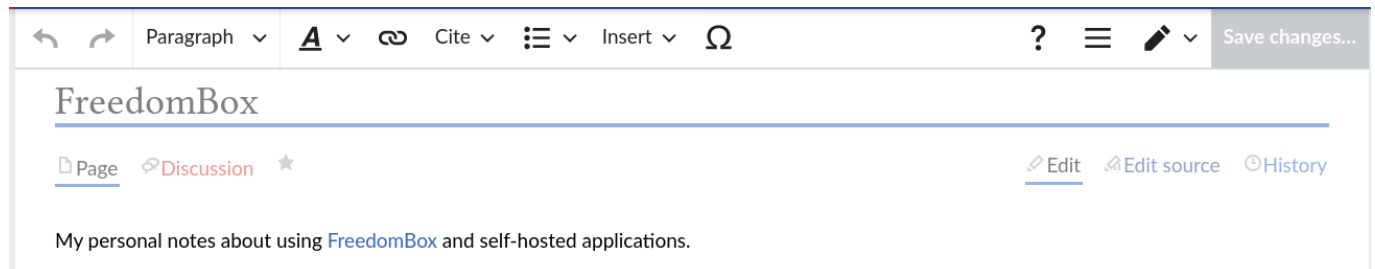 Paragraph A Cite Insert Ω ? Save changes...
FreedomBox
Page Discussion Edit Edit source History
My personal notes about using FreedomBox and self-hosted applications.